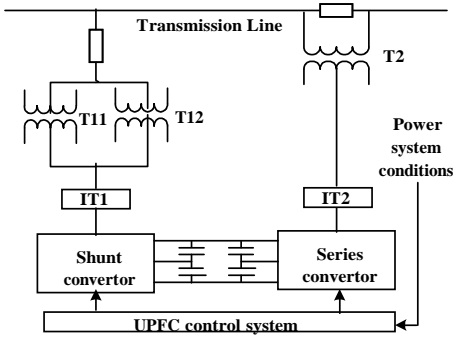 Transmission Line
T2
T11
T12
Power
system
conditions
IT1
IT2
Shunt
convertor
Series
convertor
UPFC control system